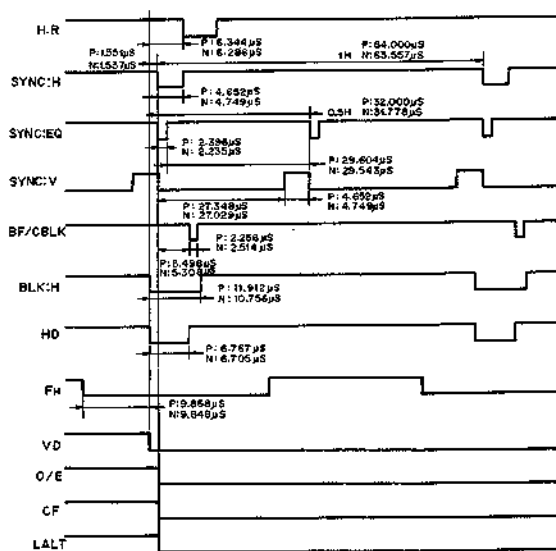 H·R
P: 6.344μS
N: 6.286μS
P:1.551μS
N:1.537μS
P: 64.000μS
1H
N: 63.557μS
SYNC:H
P: 4.652μS
N: 4.749μS
P:32.000μS
0.5H
N:31.778μS
SYNC:EQ
P: 2.396μS
N: 2.235μS
P:29.604μS
N:29.543μS
SYNC:V
P: 27.348μS
N: 27.029μS
P: 4.652μS
N: 4.749μS
BF/CBLK
P: 2.256μS
N: 2.514μS
P: 5.498μS
N: 5.308μS
BLK:H
P:11.912μS
N: 10.756μS
HD
P: 6.767μS
N: 6.705μS
FH
P:9.868μS
N:9.848μS
VD
O/E
CF
LALT